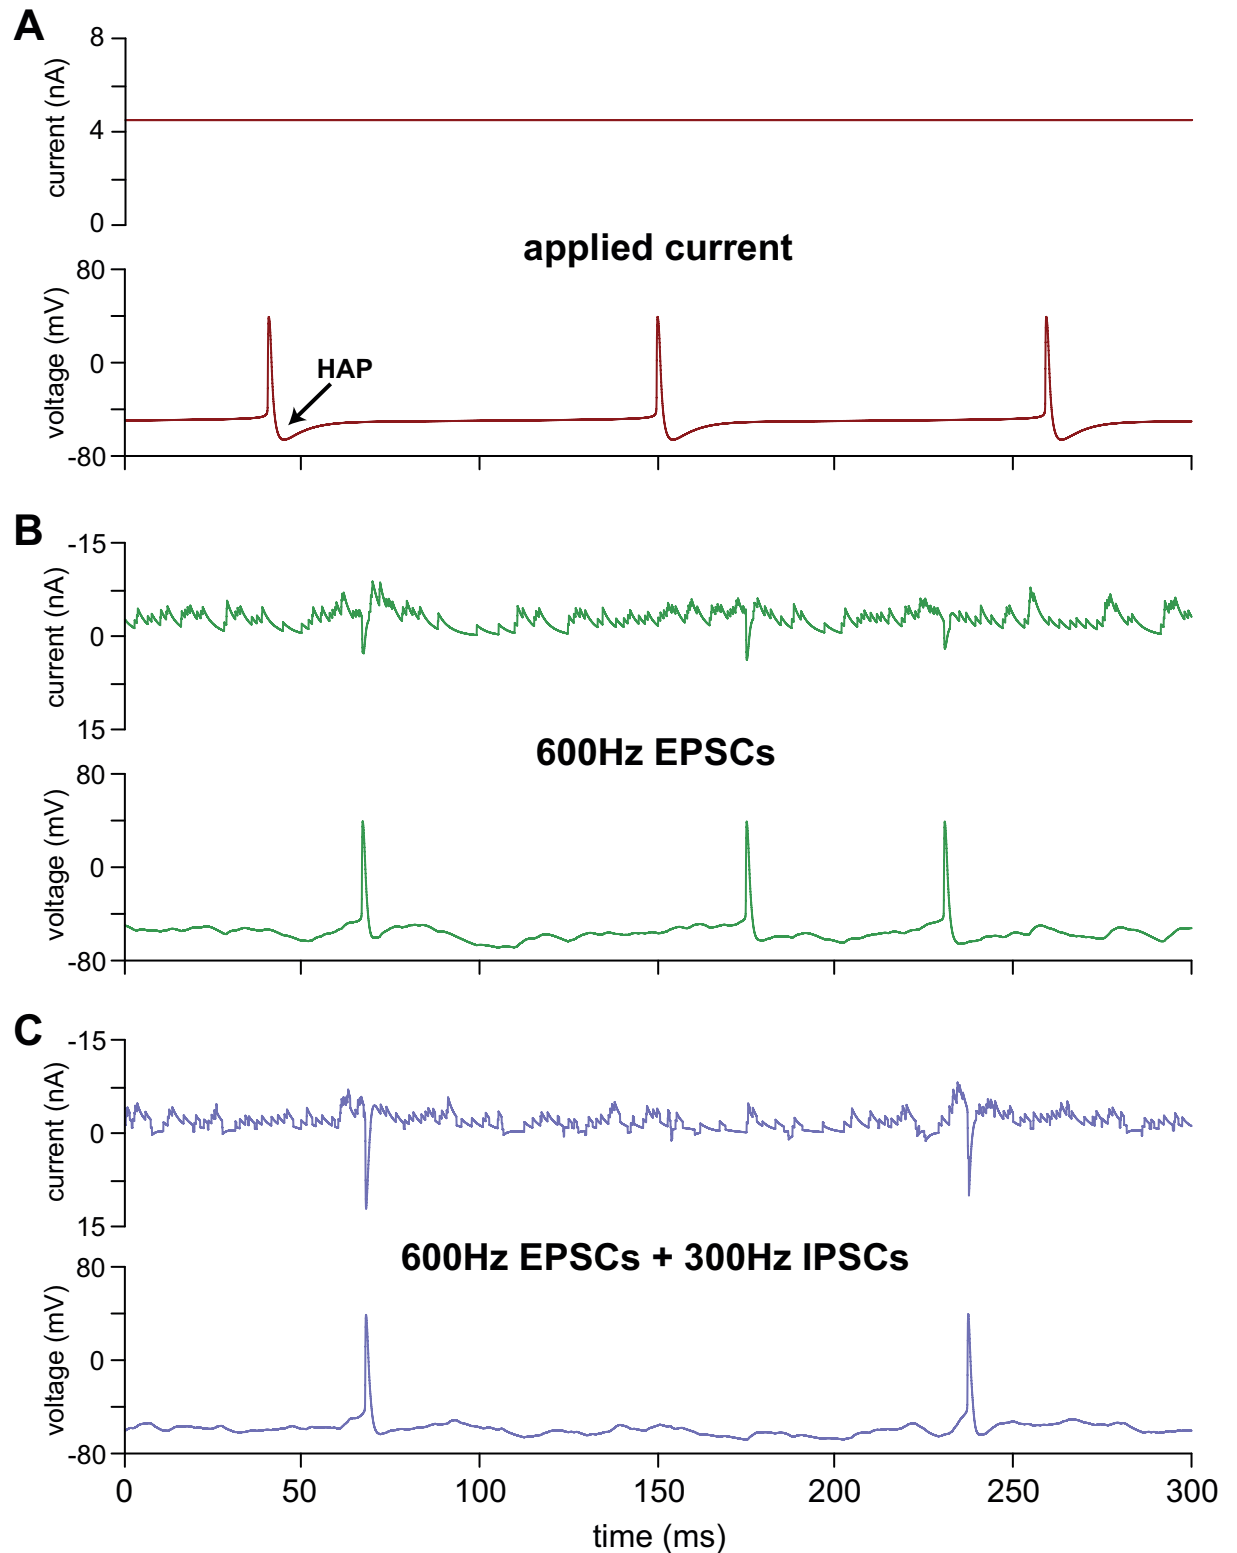 A
8
4
0
current (nA)
applied current
80
0
-80
voltage (mV)
HAP
B
-15
0
15
current (nA)
600Hz EPSCs
80
0
-80
voltage (mV)
C
-15
0
15
current (nA)
600Hz EPSCs + 300Hz IPSCs
80
0
-80
voltage (mV)
0 50 100 150 200 250 300
time (ms)